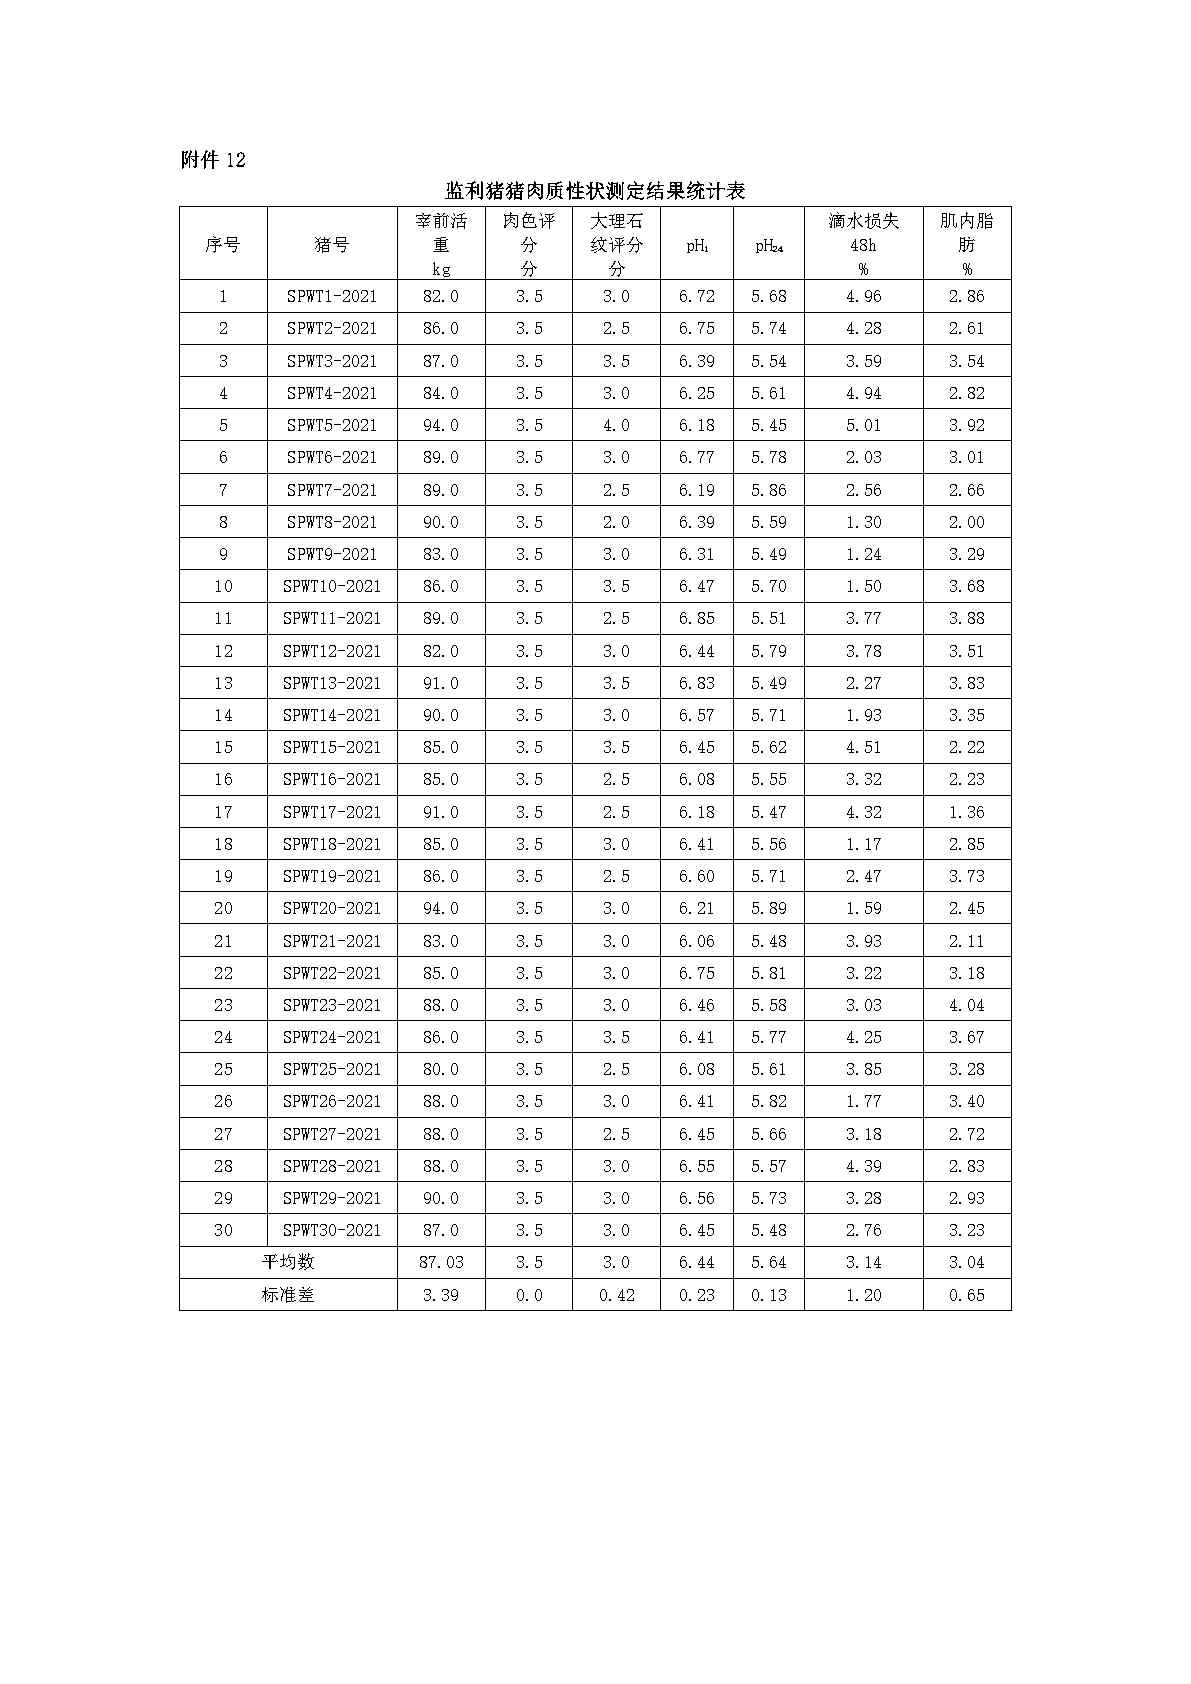 附件 12
监利猪猪肉质性状测定结果统计表
序号 猪号 宰前活重 kg 肉色评分 分 大理石纹评分 分 pH₁ pH₂₄ 滴水损失 48h % 肌内脂肪 %
1 SPWT1-2021 82.0 3.5 3.0 6.72 5.68 4.96 2.86
2 SPWT2-2021 86.0 3.5 2.5 6.75 5.74 4.28 2.61
3 SPWT3-2021 87.0 3.5 3.5 6.39 5.54 3.59 3.54
4 SPWT4-2021 84.0 3.5 3.0 6.25 5.61 4.94 2.82
5 SPWT5-2021 94.0 3.5 4.0 6.18 5.45 5.01 3.92
6 SPWT6-2021 89.0 3.5 3.0 6.77 5.78 2.03 3.01
7 SPWT7-2021 89.0 3.5 2.5 6.19 5.86 2.56 2.66
8 SPWT8-2021 90.0 3.5 2.0 6.39 5.59 1.30 2.00
9 SPWT9-2021 83.0 3.5 3.0 6.31 5.49 1.24 3.29
10 SPWT10-2021 86.0 3.5 3.5 6.47 5.70 1.50 3.68
11 SPWT11-2021 89.0 3.5 2.5 6.85 5.51 3.77 3.88
12 SPWT12-2021 82.0 3.5 3.0 6.44 5.79 3.78 3.51
13 SPWT13-2021 91.0 3.5 3.5 6.83 5.49 2.27 3.83
14 SPWT14-2021 90.0 3.5 3.0 6.57 5.71 1.93 3.35
15 SPWT15-2021 85.0 3.5 3.5 6.45 5.62 4.51 2.22
16 SPWT16-2021 85.0 3.5 2.5 6.08 5.55 3.32 2.23
17 SPWT17-2021 91.0 3.5 2.5 6.18 5.47 4.32 1.36
18 SPWT18-2021 85.0 3.5 3.0 6.41 5.56 1.17 2.85
19 SPWT19-2021 86.0 3.5 2.5 6.60 5.71 2.47 3.73
20 SPWT20-2021 94.0 3.5 3.0 6.21 5.89 1.59 2.45
21 SPWT21-2021 83.0 3.5 3.0 6.06 5.48 3.93 2.11
22 SPWT22-2021 85.0 3.5 3.0 6.75 5.81 3.22 3.18
23 SPWT23-2021 88.0 3.5 3.0 6.46 5.58 3.03 4.04
24 SPWT24-2021 86.0 3.5 3.5 6.41 5.77 4.25 3.67
25 SPWT25-2021 80.0 3.5 2.5 6.08 5.61 3.85 3.28
26 SPWT26-2021 88.0 3.5 3.0 6.41 5.82 1.77 3.40
27 SPWT27-2021 88.0 3.5 2.5 6.45 5.66 3.18 2.72
28 SPWT28-2021 88.0 3.5 3.0 6.55 5.57 4.39 2.83
29 SPWT29-2021 90.0 3.5 3.0 6.56 5.73 3.28 2.93
30 SPWT30-2021 87.0 3.5 3.0 6.45 5.48 2.76 3.23
平均数 87.03 3.5 3.0 6.44 5.64 3.14 3.04
标准差 3.39 0.0 0.42 0.23 0.13 1.20 0.65